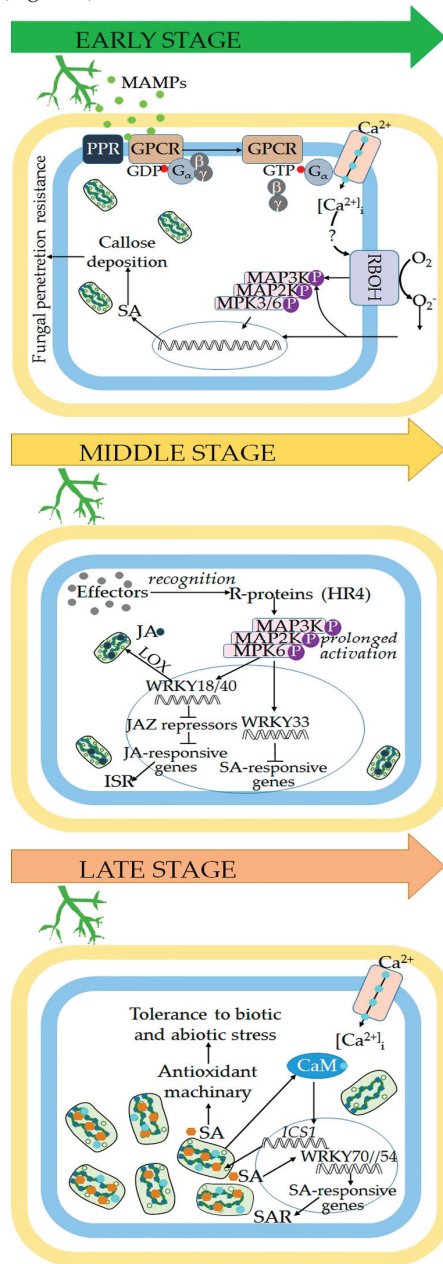 EARLY STAGE
MAMPs
PPR
GPCR
GDP
Gα
β
γ
GPCR
GTP
Gα
β
γ
Ca2+
[Ca2+]i
?
RBOH
O2
O2-
MAP3K P
MAP2K P
MPK3/6 P
Callose
deposition
SA
Fungal penetretion resistance
MIDDLE STAGE
Effectors
recognition
R-proteins (HR4)
MAP3K P
MAP2K P
MPK6 P
prolonged
activation
JA
LOX
WRKY18/40
JAZ repressors
JA-responsive
genes
ISR
WRKY33
SA-responsive
genes
LATE STAGE
Ca2+
[Ca2+]i
Tolerance to biotic
and abiotic stress
Antioxidant
machinary
CaM
SA
ICS1
SA
WRKY70//54
SA-responsive
genes
SAR